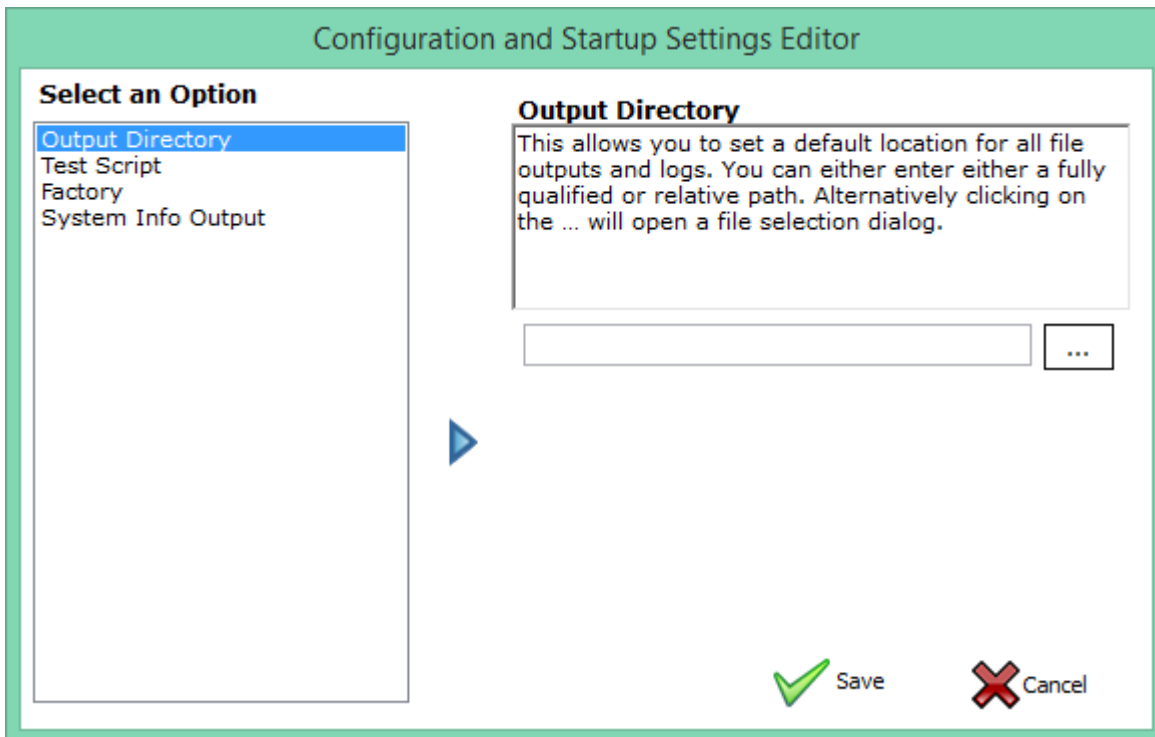 Configuration and Startup Settings Editor
Select an Option
Output Directory
Test Script
Factory
System Info Output
Output Directory
This allows you to set a default location for all file
outputs and logs. You can either enter either a fully
qualified or relative path. Alternatively clicking on
the ... will open a file selection dialog.
...
Save
Cancel